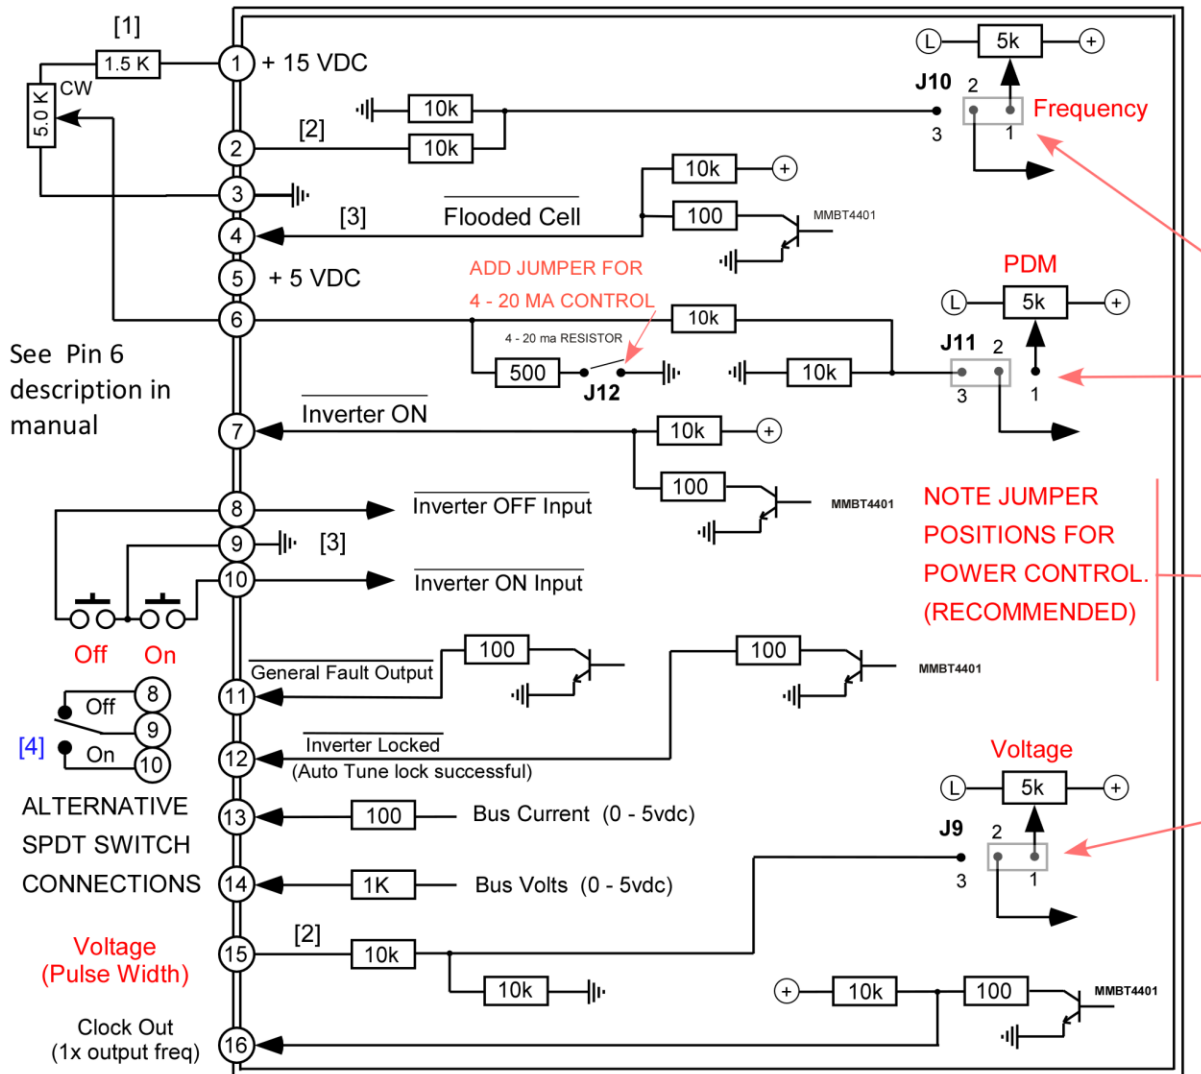 [1]
1.5 K
1
+ 15 VDC
CW
5.0 K
10k
[2]
2
10k
3
[3]
Flooded Cell
4
10k
+
100
MMBT4401
5
+ 5 VDC
L
5k
+
J10
2
Frequency
3
1
ADD JUMPER FOR
4 - 20 MA CONTROL
6
10k
4 - 20 ma RESISTOR
500
J12
10k
PDM
L
5k
+
J11
2
3
1
See Pin 6
description in
manual
Inverter ON
7
10k
+
100
MMBT4401
8
Inverter OFF Input
9
[3]
10
Inverter ON Input
Off
On
NOTE JUMPER
POSITIONS FOR
POWER CONTROL.
(RECOMMENDED)
General Fault Output
11
100
100
MMBT4401
8
Off
9
[4]
On
10
Inverter Locked
12
(Auto Tune lock successful)
ALTERNATIVE
SPDT SWITCH
CONNECTIONS
13
100
Bus Current (0 - 5vdc)
14
1K
Bus Volts (0 - 5vdc)
Voltage
L
5k
+
J9
2
3
1
Voltage
(Pulse Width)
15
[2]
10k
10k
+
10k
100
MMBT4401
Clock Out
(1x output freq)
16